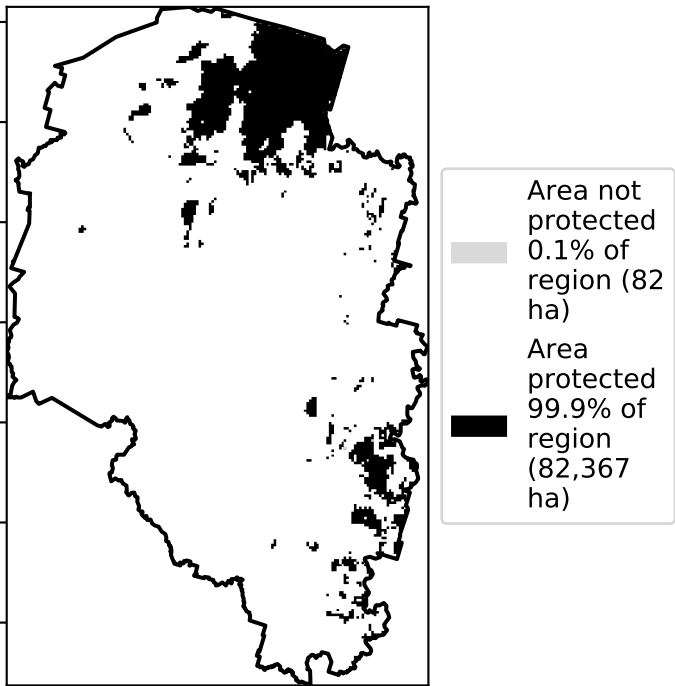 Area not
protected
0.1% of
region (82
ha)
Area
protected
99.9% of
region
(82,367
ha)